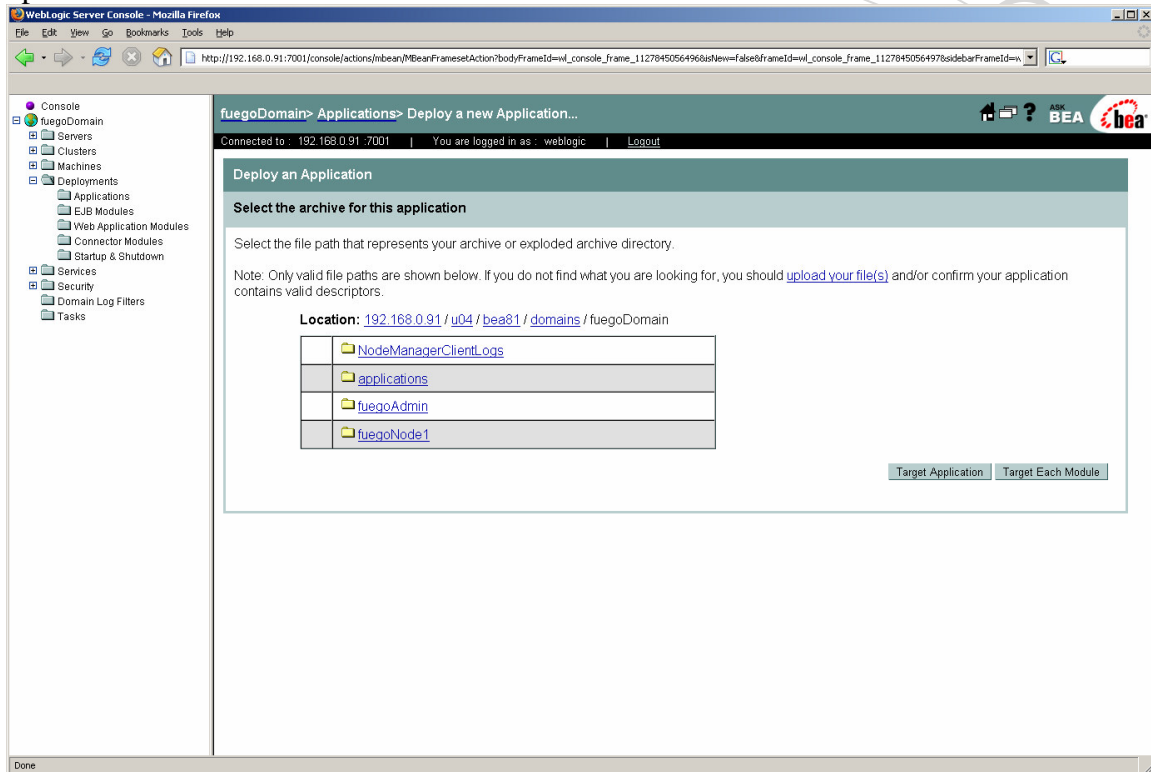 WebLogic Server Console - Mozilla Firefox
File Edit View Go Bookmarks Tools Help
http://192.168.0.91:7001/console/actions/mbean/MBeanFramesetAction?bodyFrameId=wl_console_frame_1127845056496&isNew=false&frameId=wl_console_frame_1127845056497&sidebarFrameId=w
Console
fuegoDomain
Servers
Clusters
Machines
Deployments
Applications
EJB Modules
Web Application Modules
Connector Modules
Startup & Shutdown
Services
Security
Domain Log Filters
Tasks
fuegoDomain> Applications> Deploy a new Application...
? ASK BEA bea
Connected to : 192.168.0.91 :7001 | You are logged in as : weblogic | Logout
Deploy an Application
Select the archive for this application
Select the file path that represents your archive or exploded archive directory.
Note: Only valid file paths are shown below. If you do not find what you are looking for, you should upload your file(s) and/or confirm your application
contains valid descriptors.
Location: 192.168.0.91 / u04 / bea81 / domains / fuegoDomain
NodeManagerClientLogs
applications
fuegoAdmin
fuegoNode1
Target Application Target Each Module
Done